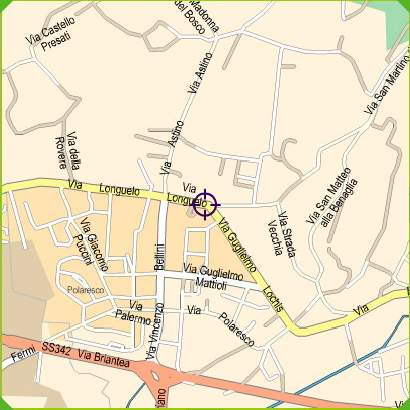 Madonna
del Bosco
Via Castello
Presati
Via Astino
Via San Martino
Via della
Rovere
Via Astino
Via Longuelo
Via
Longuelo
Via San Matteo
alla Benaglia
Via Strada
Vecchia
Via Guglielmo
Lochis
Via Giacomo
Puccini
Via Vincenzo
Bellini
Via Guglielmo
Mattioli
Polaresco
Via
Palermo
Via
Polaresco
Via
Fermi
SS342 Via Briantea